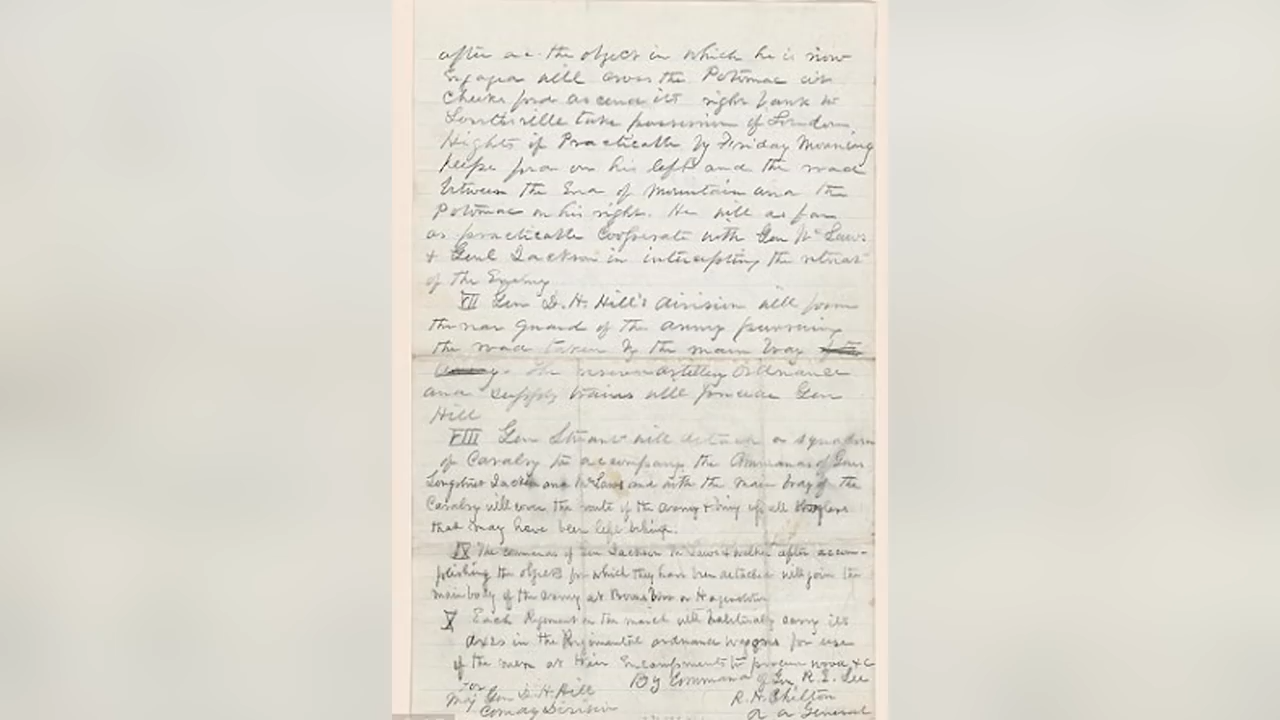 after acc. the object in which he is now
Engaged will cross the Potomac at
Cheeks ford ascend its right bank to
Lovettsville take possession of Loudon
Hights if Practicable by Friday Morning
Keeps ford on his left and the road
between the End of Mountain and the
Potomac on his right. He will as far
as practicable Cooperate with Gen Mc Laws
& Genl Jackson in intercepting the retreat
of the Enemy
VII Gen D. H. Hill's division will form
the rear guard of the army pursuing
the road taken by the main body
The reserve artillery Ordnance
and supply trains will precede Gen
Hill
VIII Gen Stuart will detach a squadron
of Cavalry to accompany the Commands of Gens
Longstreet Jackson and McLaws and with the main body of the
Cavalry will cover the route of the army & bring up all stragglers
that may have been left behind.
IX The commands of Gen Jackson McLaws & Walker after accom-
plishing the objects for which they have been detached will join the
main body of the army at Boonsboro or Hagerstown
X Each Regiment on the march will habitually carry its
axes in the Regimental ordnance waggons for use
of the men at their Encampments to procure wood &c
By Command of Gen R. E. Lee
For Maj Gen D. H. Hill
R. H. Chilton
Comdg Division
A A General